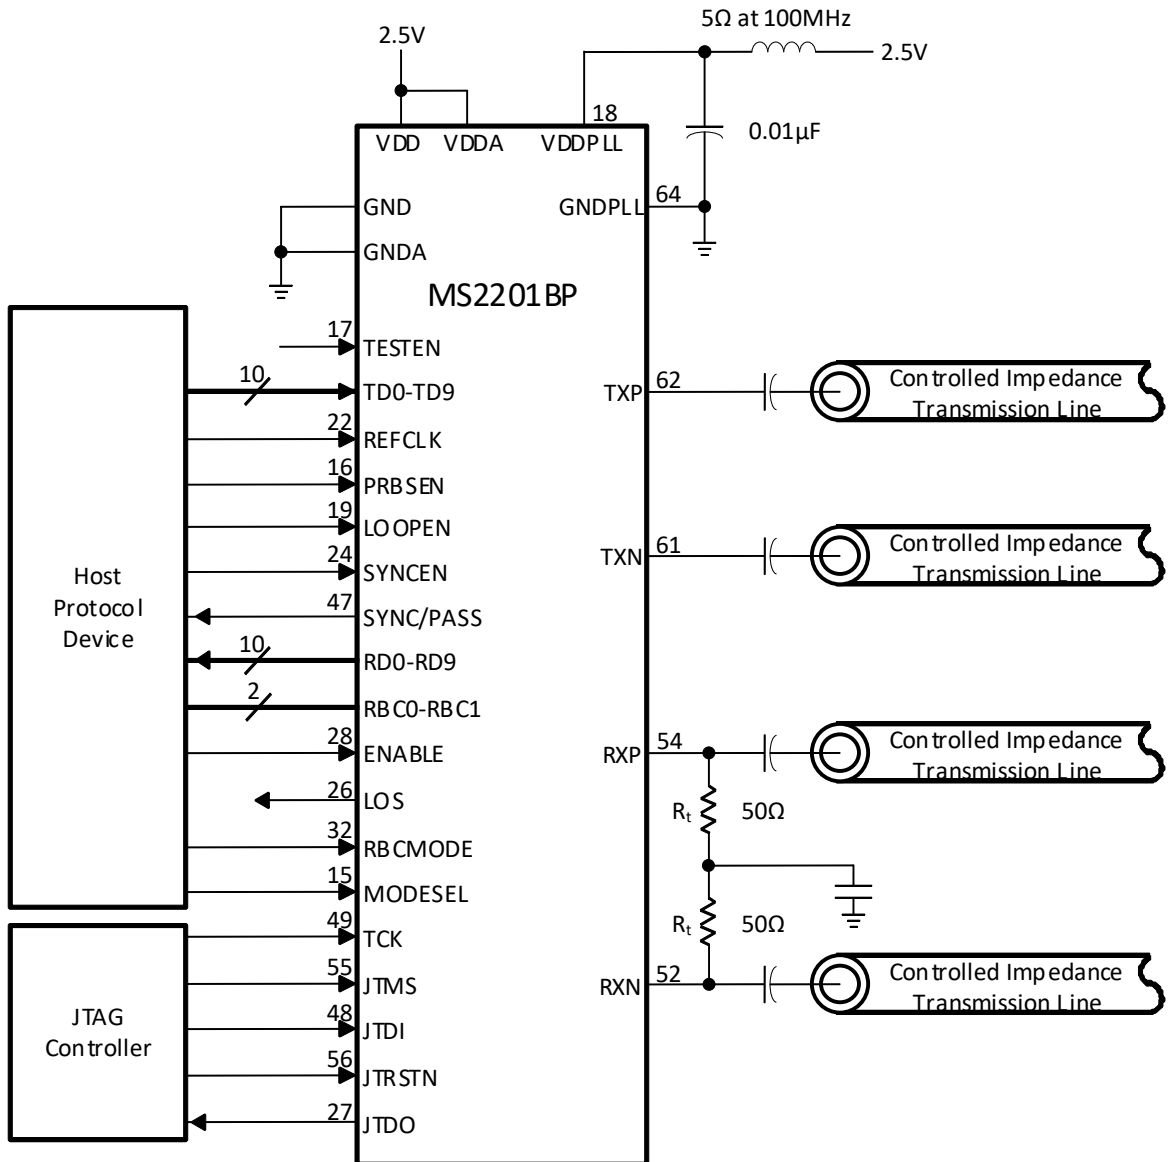 5Ω at 100MHz
2.5V
2.5V
18
VDD
VDDA
VDDPLL
0.01µF
GND
GNDPLL
64
GNDA
MS2201BP
17
TESTEN
10
TD0-TD9
TXP
62
Controlled Impedance
Transmission Line
22
REFCLK
16
PRBSEN
19
LOOPEN
24
SYNCEN
TXN
61
Controlled Impedance
Transmission Line
Host
Protocol
Device
47
SYNC/PASS
10
RD0-RD9
2
RBC0-RBC1
28
ENABLE
RXP
54
Controlled Impedance
Transmission Line
26
LOS
Rt
50Ω
32
RBCMODE
15
MODESEL
Rt
50Ω
49
TCK
55
JTMS
RXN
52
Controlled Impedance
Transmission Line
JTAG
Controller
48
JTDI
56
JTRSTN
27
JTDO